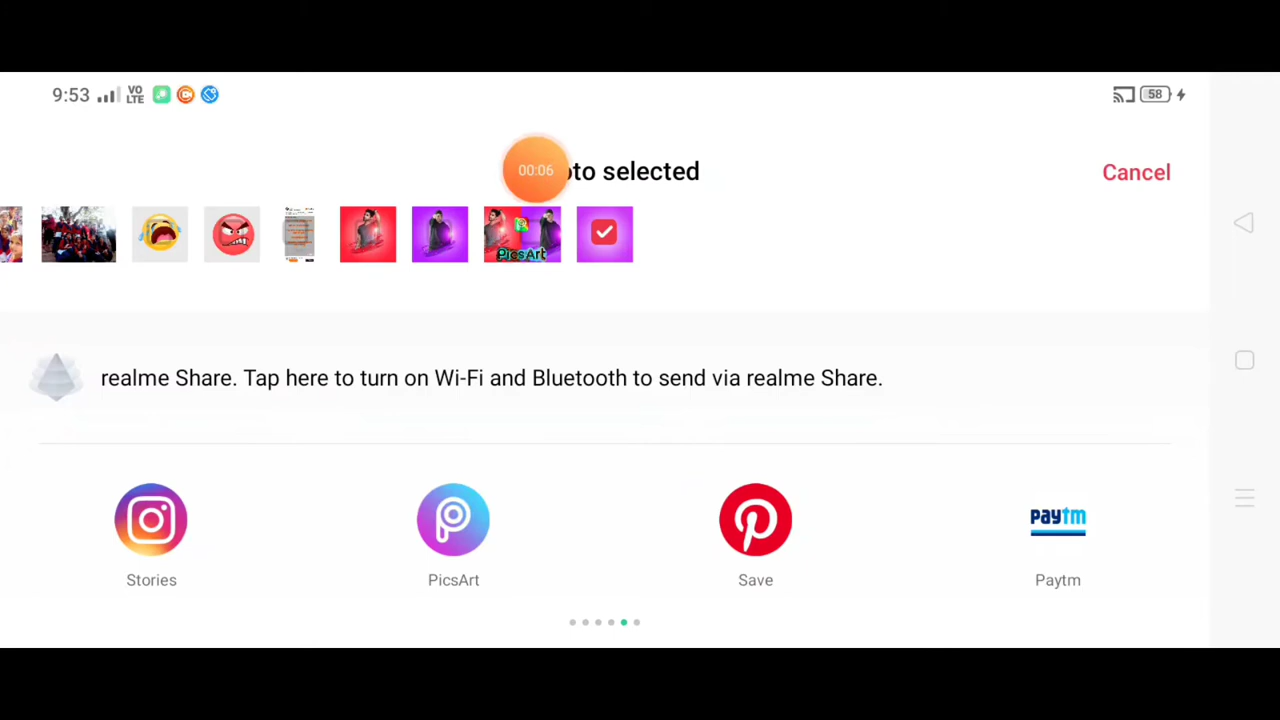 9:53 VO LTE 58
00:06 oto selected Cancel
PicsArt
realme Share. Tap here to turn on Wi-Fi and Bluetooth to send via realme Share.
Stories PicsArt Save paytm Paytm